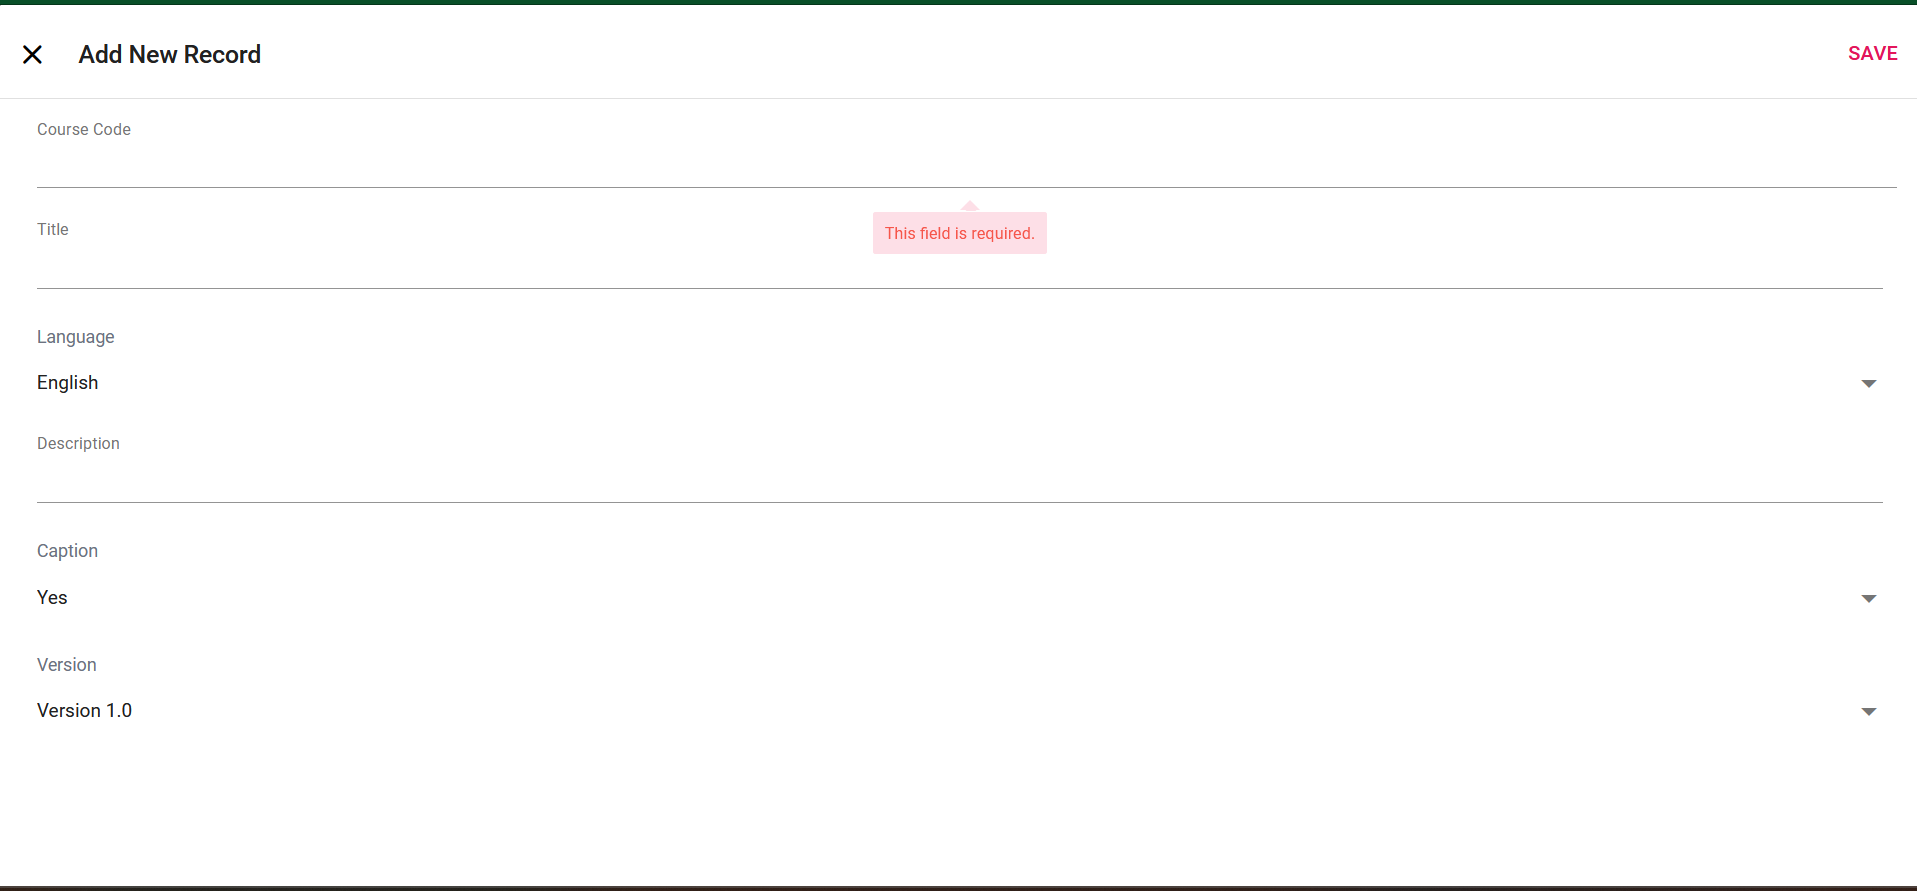 Add New Record
SAVE
Course Code
This field is required.
Title
Language
English
Description
Caption
Yes
Version
Version 1.0